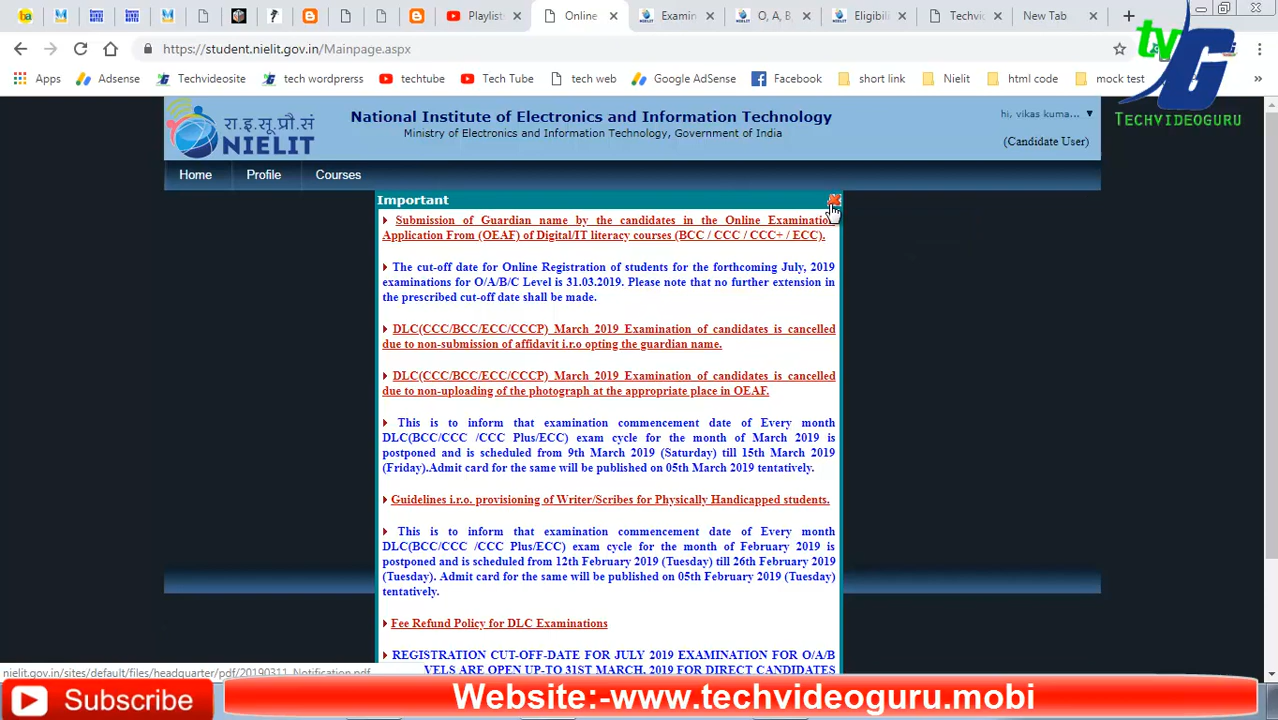 Playlists
Online
Examin
O, A,
Eligibili
Techvid
New Tab
https://student.nielit.gov.in/Mainpage.aspx
Apps
Adsense
Techvideosite
tech wordprerss
techtube
Tech Tube
tech web
Google AdSense
Facebook
short link
Nielit
html code
mock test
»
tv
G
TECHVIDEOGURU
रा.इ.सू.प्रौ.सं
NIELIT
National Institute of Electronics and Information Technology
Ministry of Electronics and Information Technology, Government of India
hi, vikas kuma...
(Candidate User)
Home
Profile
Courses
Important
Submission of Guardian name by the candidates in the Online Examination
Application From (OEAF) of Digital/IT literacy courses (BCC / CCC / CCC+ / ECC).
The cut-off date for Online Registration of students for the forthcoming July, 2019
examinations for O/A/B/C Level is 31.03.2019. Please note that no further extension in
the prescribed cut-off date shall be made.
DLC(CCC/BCC/ECC/CCCP) March 2019 Examination of candidates is cancelled
due to non-submission of affidavit i.r.o opting the guardian name.
DLC(CCC/BCC/ECC/CCCP) March 2019 Examination of candidates is cancelled
due to non-uploading of the photograph at the appropriate place in OEAF.
This is to inform that examination commencement date of Every month
DLC(BCC/CCC /CCC Plus/ECC) exam cycle for the month of March 2019 is
postponed and is scheduled from 9th March 2019 (Saturday) till 15th March 2019
(Friday).Admit card for the same will be published on 05th March 2019 tentatively.
Guidelines i.r.o. provisioning of Writer/Scribes for Physically Handicapped students.
This is to inform that examination commencement date of Every month
DLC(BCC/CCC /CCC Plus/ECC) exam cycle for the month of February 2019 is
postponed and is scheduled from 12th February 2019 (Tuesday) till 26th February 2019
(Tuesday). Admit card for the same will be published on 05th February 2019 (Tuesday)
tentatively.
Fee Refund Policy for DLC Examinations
REGISTRATION CUT-OFF-DATE FOR JULY 2019 EXAMINATION FOR O/A/B
VELS ARE OPEN UP-TO 31ST MARCH, 2019 FOR DIRECT CANDIDATES
nielit.gov.in/sites/default/files/headquarter/pdf/20190311_Notification.pdf
Subscribe
Website:-www.techvideoguru.mobi